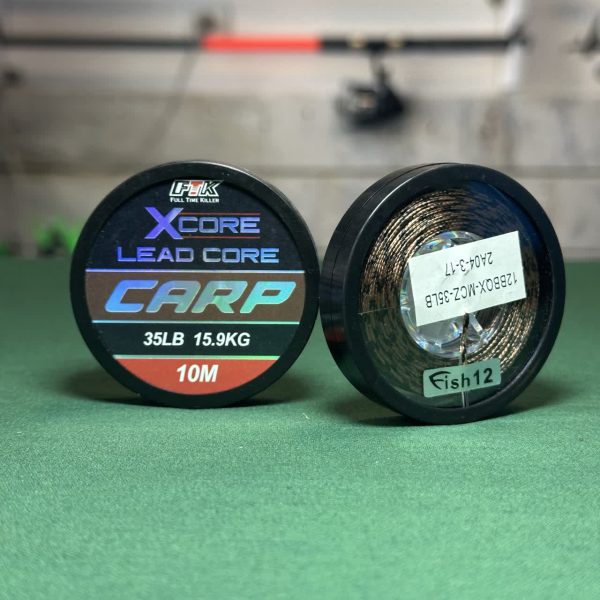 FTK
FULL TIME KILLER
XCORE
LEAD CORE
CARP
35LB 15.9KG
10M
12BBQX-MCZ-35LB
2A04-3-17
Fish12